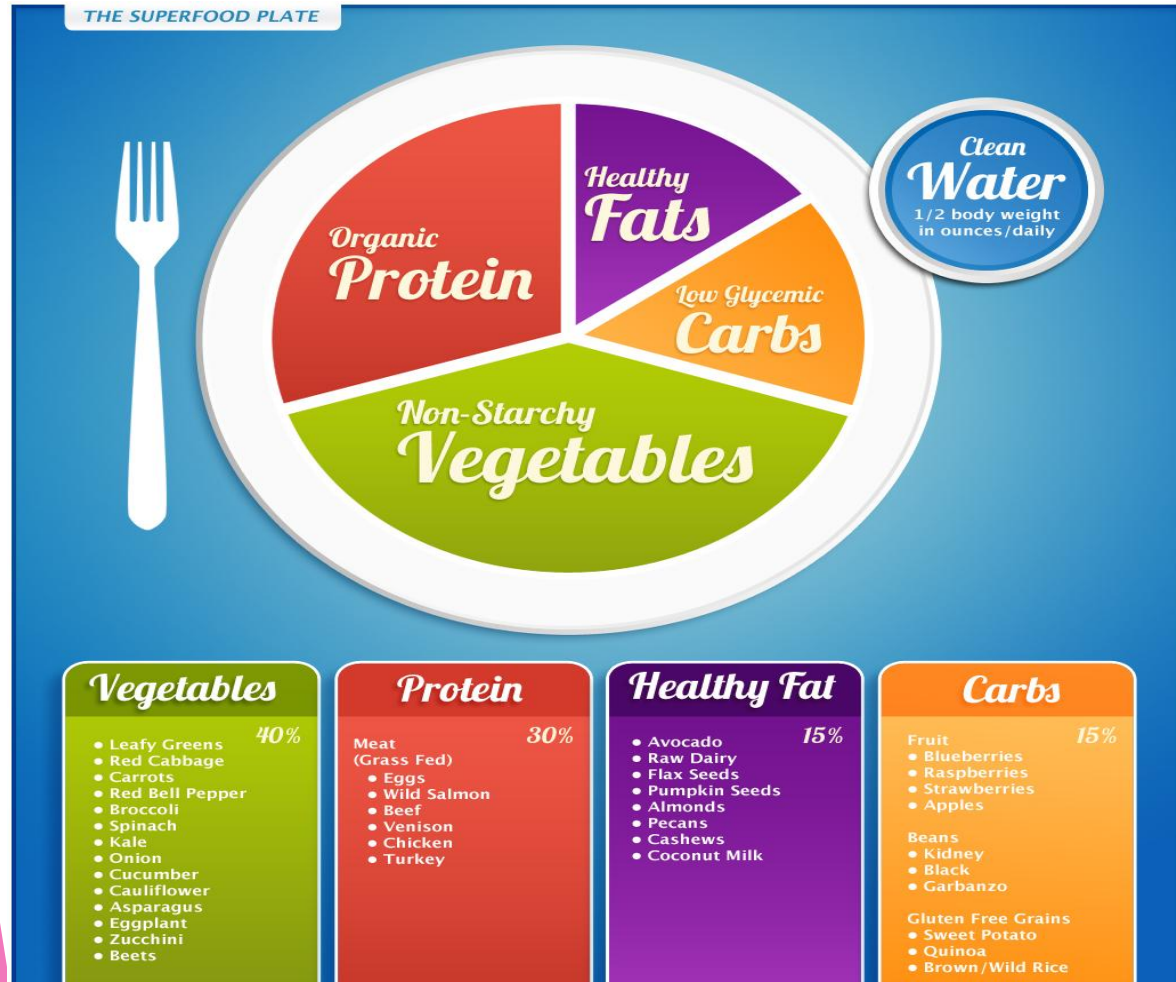 THE SUPERFOOD PLATE
Organic
Protein
Healthy
Fats
Low Glycemic
Carbs
Non-Starchy
Vegetables
Clean
Water
1/2 body weight
in ounces/daily
Vegetables
40%
• Leafy Greens
• Red Cabbage
• Carrots
• Red Bell Pepper
• Broccoli
• Spinach
• Kale
• Onion
• Cucumber
• Cauliflower
• Asparagus
• Eggplant
• Zucchini
• Beets
Protein
30%
Meat
(Grass Fed)
• Eggs
• Wild Salmon
• Beef
• Venison
• Chicken
• Turkey
Healthy Fat
15%
• Avocado
• Raw Dairy
• Flax Seeds
• Pumpkin Seeds
• Almonds
• Pecans
• Cashews
• Coconut Milk
Carbs
15%
Fruit
• Blueberries
• Raspberries
• Strawberries
• Apples
Beans
• Kidney
• Black
• Garbanzo
Gluten Free Grains
• Sweet Potato
• Quinoa
• Brown/Wild Rice